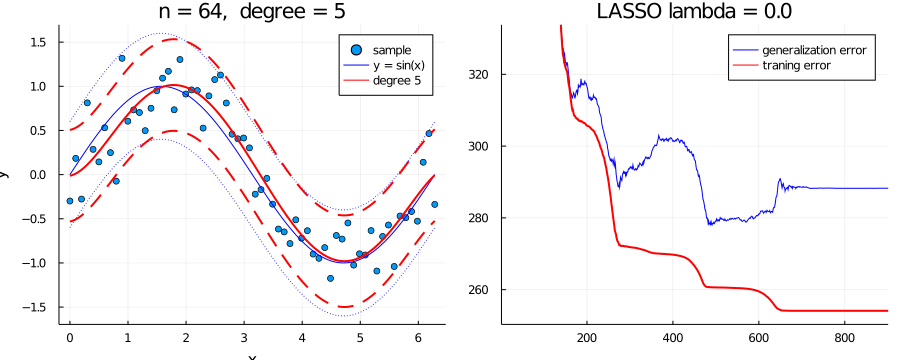 n = 64, degree = 5
1.5
1.0
0.5
0.0
−0.5
−1.0
−1.5
y
0 1 2 3 4 5 6
x
sample
y = sin(x)
degree 5
LASSO lambda = 0.0
320
300
280
260
200 400 600 800
generalization error
traning error